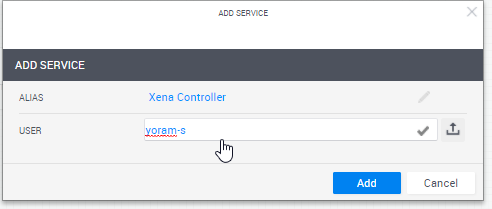 ADD SERVICE
ADD SERVICE
ALIAS Xena Controller
USER yoram-s
Add Cancel